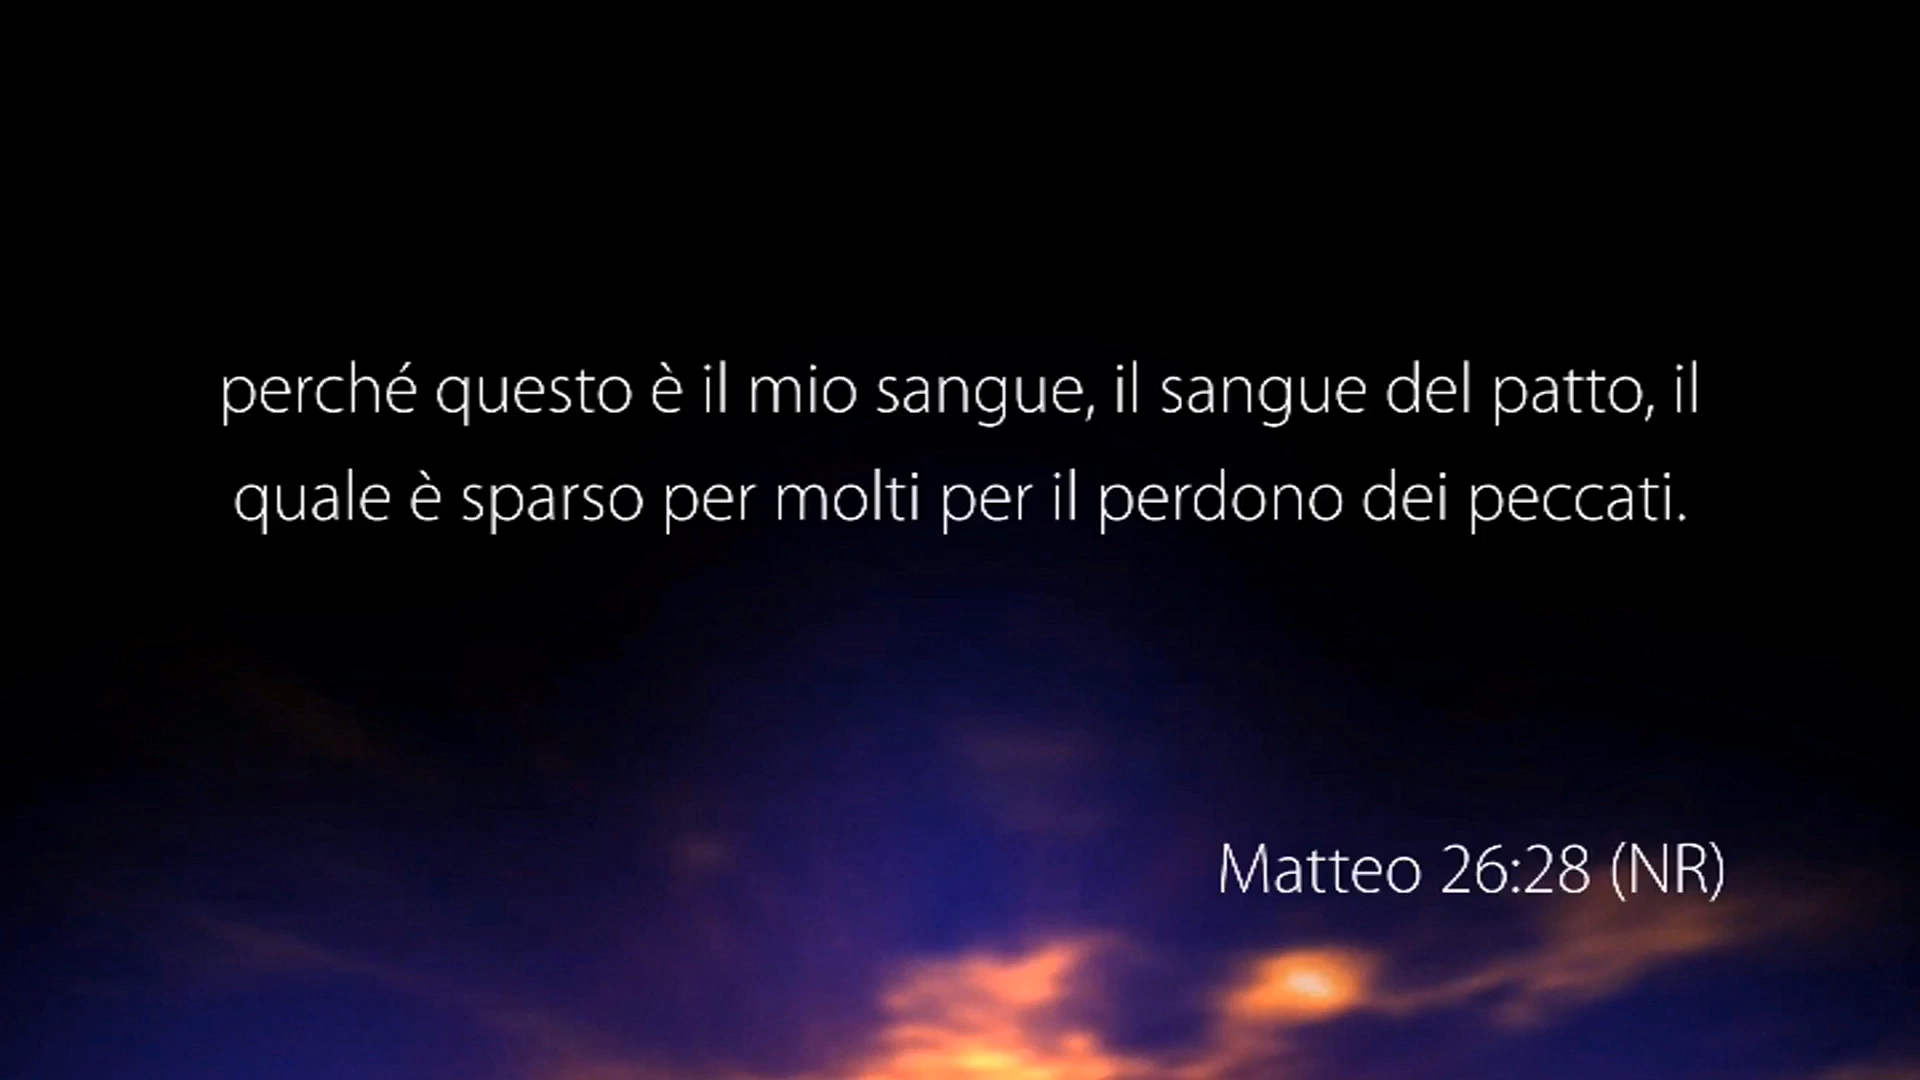 perché questo è il mio sangue, il sangue del patto, il
quale è sparso per molti per il perdono dei peccati.
Matteo 26:28 (NR)